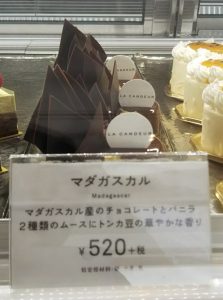 LA CANDEUR
LA CANDEUR
マダガスカル
Madagascar
マダガスカル産のチョコレートとバニラ
2種類のムースにトンカ豆の華やかな香り
¥520+税